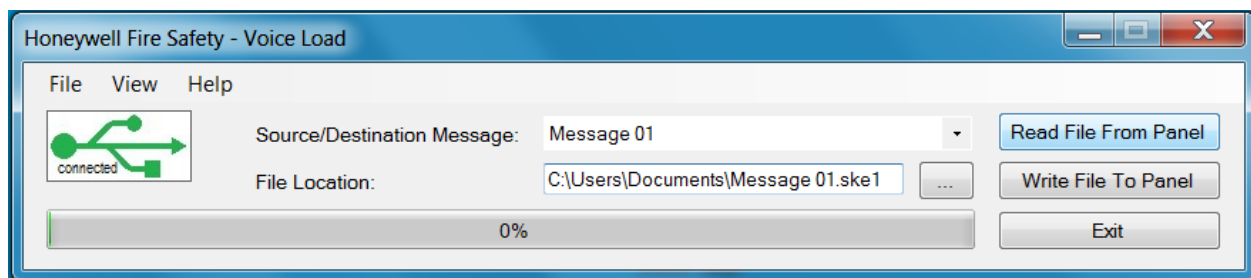 Honeywell Fire Safety - Voice Load
File View Help
connected
Source/Destination Message: Message 01 Read File From Panel
File Location: C:\Users\Documents\Message 01.ske1 ... Write File To Panel
0% Exit